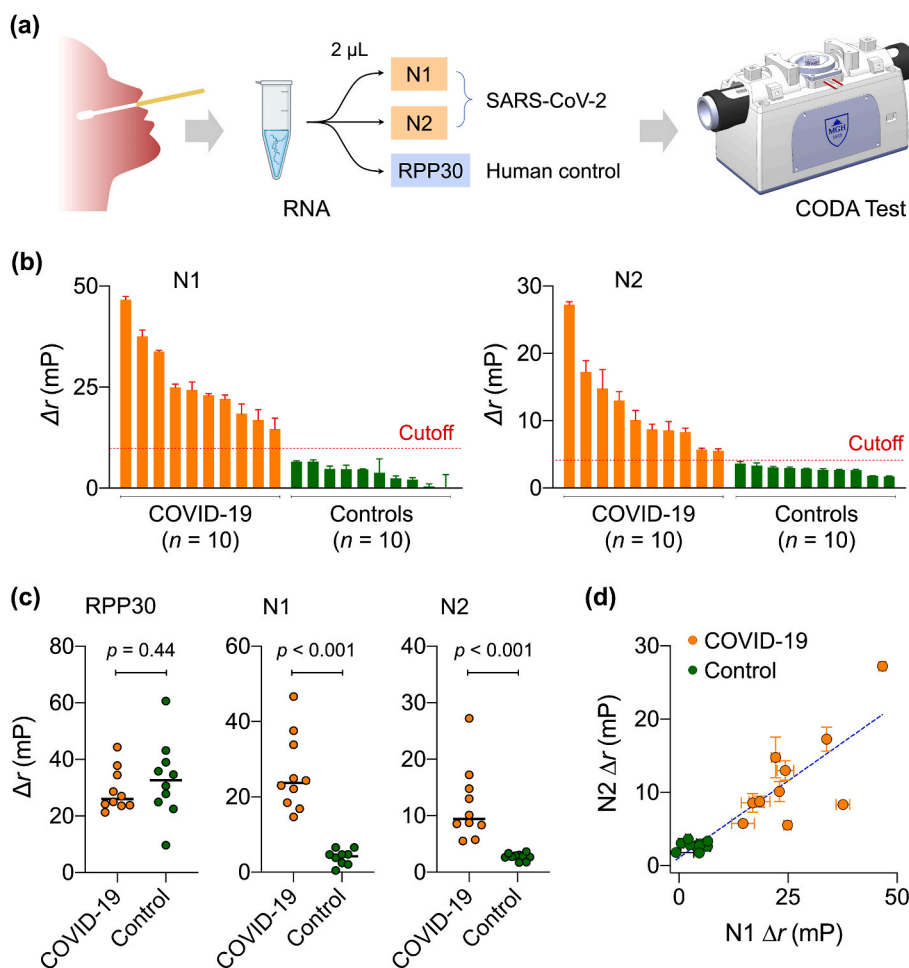 (a)
2 µL
N1
N2
SARS-CoV-2
RPP30
Human control
RNA
MGH
1811
CODA Test
(b)
N1
Δr (mP)
50
25
0
Cutoff
COVID-19
(n = 10)
Controls
(n = 10)
N2
Δr (mP)
30
20
10
0
Cutoff
COVID-19
(n = 10)
Controls
(n = 10)
(c)
RPP30
Δr (mP)
80
60
40
20
0
p = 0.44
COVID-19
Control
N1
60
40
20
0
p < 0.001
COVID-19
Control
N2
40
30
20
10
0
p < 0.001
COVID-19
Control
(d)
COVID-19
Control
N2 Δr (mP)
30
20
10
0
0
25
50
N1 Δr (mP)